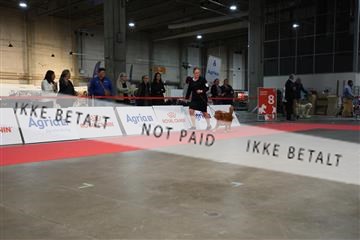 IKKE BETALT
NOT PAID
IKKE BETALT
Agria
Agria
8